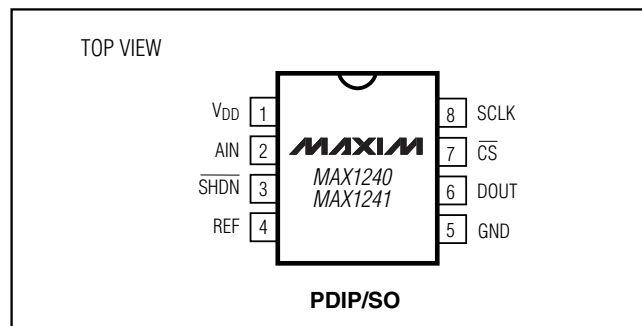 TOP VIEW
VDD 1
AIN 2
SHDN 3
REF 4
MAXIM
MAX1240
MAX1241
8 SCLK
7 CS
6 DOUT
5 GND
PDIP/SO